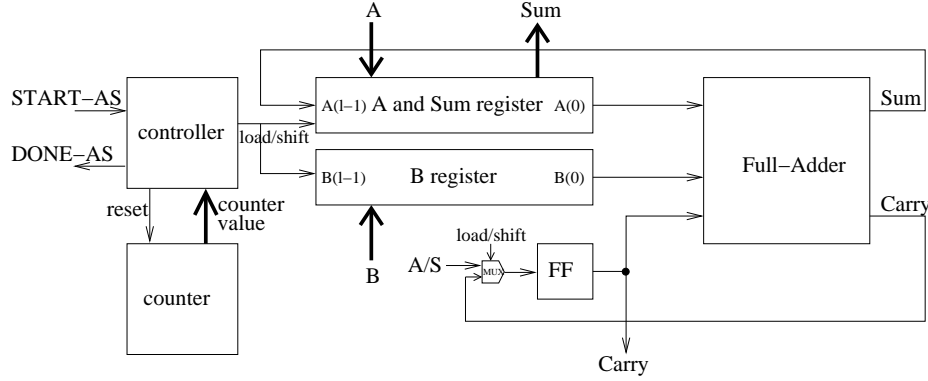 A
Sum
START−AS
DONE−AS
controller
load/shift
A(l−1) A and Sum register A(0)
B(l−1) B register B(0)
Full−Adder
Sum
Carry
reset
counter
value
counter
B
load/shift
A/S
MUX
FF
Carry